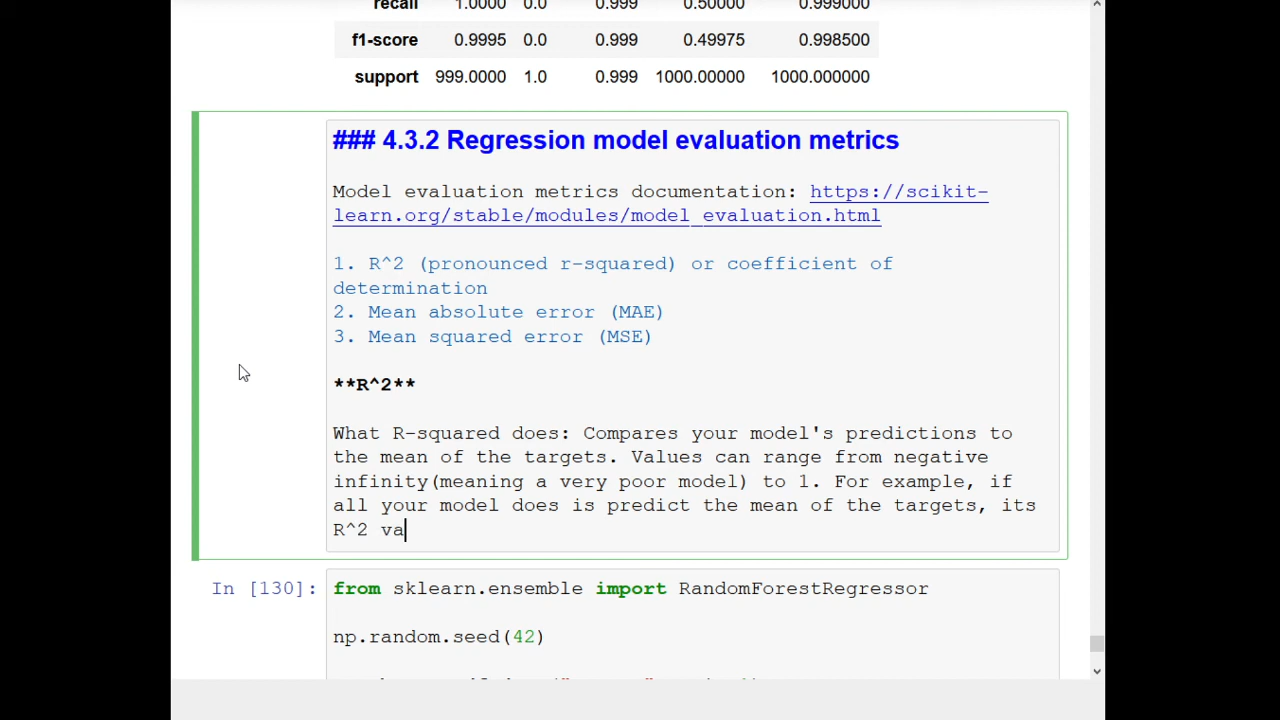 recall 1.0000 0.0 0.999 0.50000 0.999000
f1-score 0.9995 0.0 0.999 0.49975 0.998500
support 999.0000 1.0 0.999 1000.00000 1000.000000
### 4.3.2 Regression model evaluation metrics
Model evaluation metrics documentation: https://scikit-
learn.org/stable/modules/model_evaluation.html
1. R^2 (pronounced r-squared) or coefficient of
determination
2. Mean absolute error (MAE)
3. Mean squared error (MSE)
**R^2**
What R-squared does: Compares your model's predictions to
the mean of the targets. Values can range from negative
infinity(meaning a very poor model) to 1. For example, if
all your model does is predict the mean of the targets, its
R^2 va
In [130]: from sklearn.ensemble import RandomForestRegressor
np.random.seed(42)